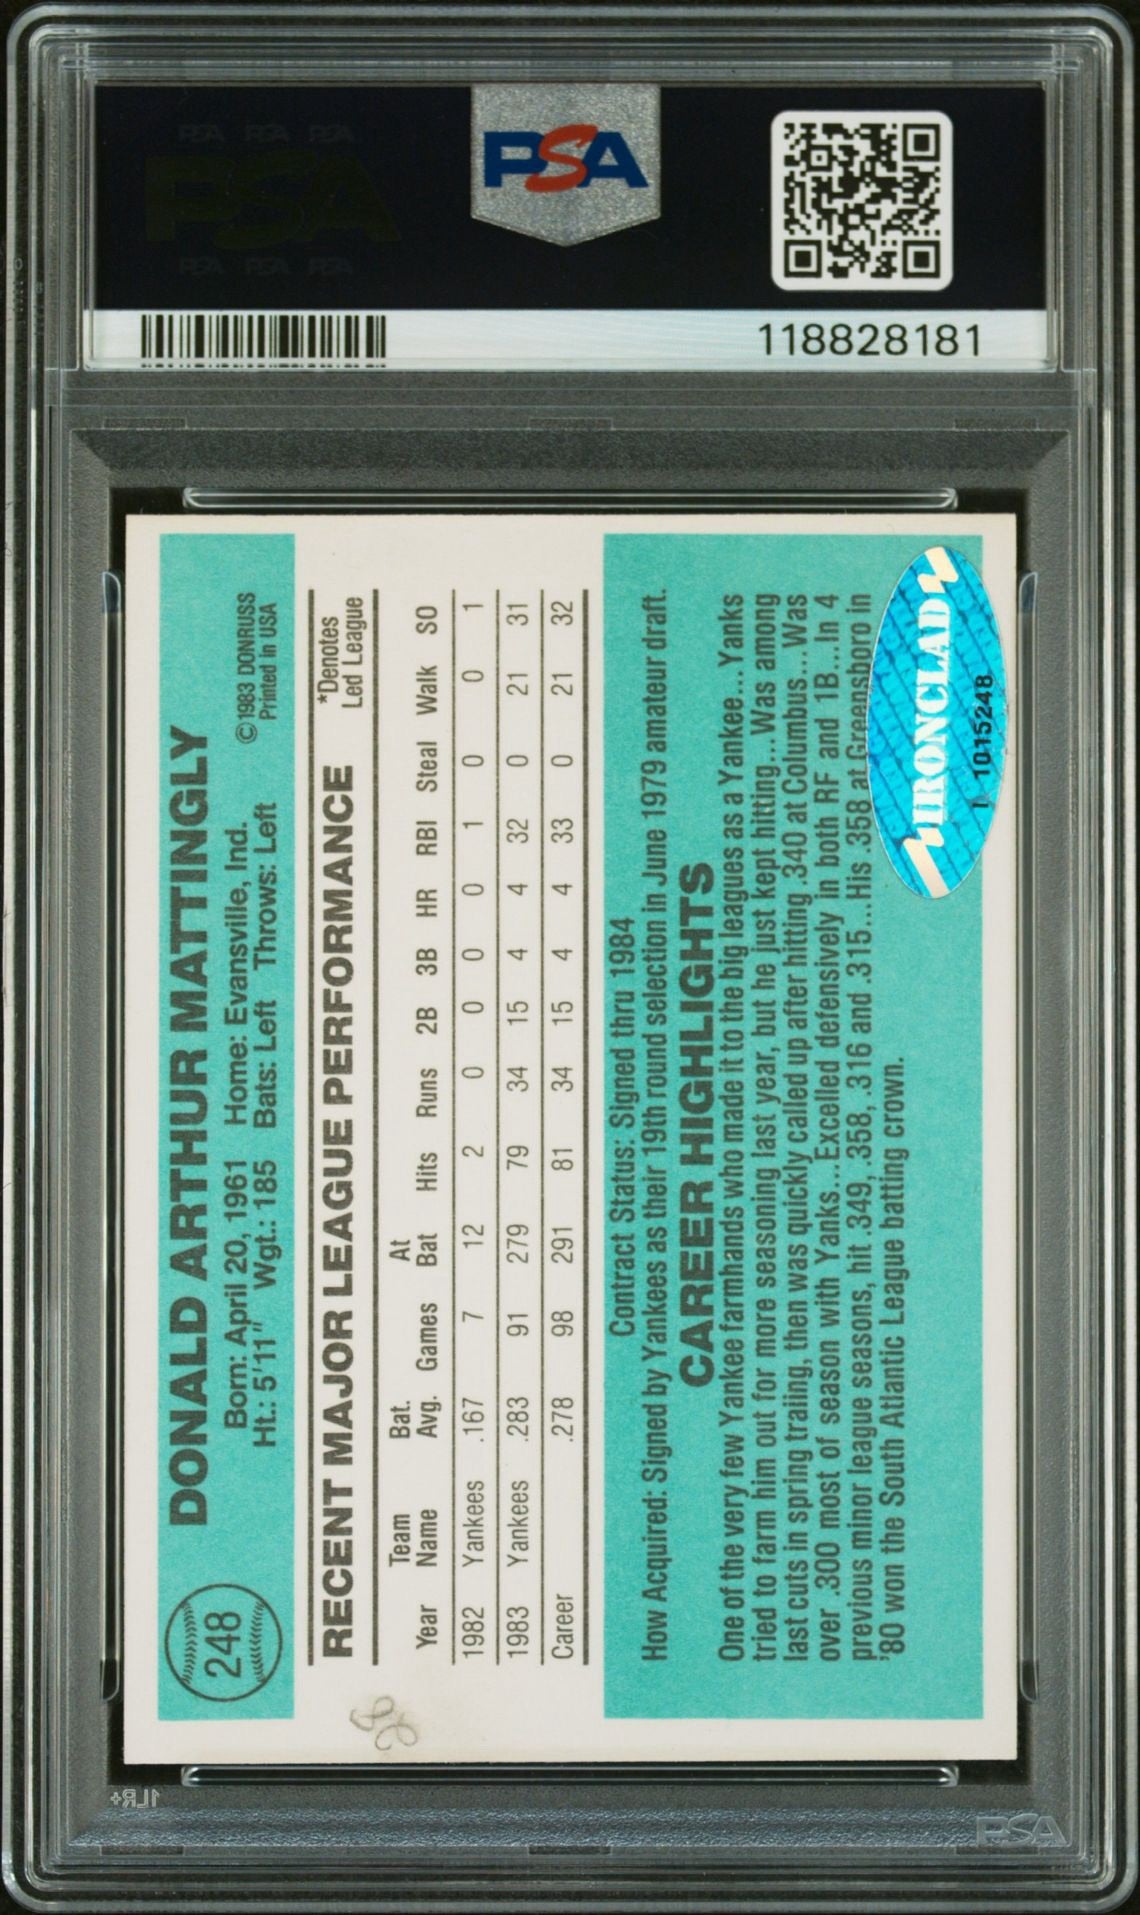 PSA PSA PSA
PSA
PSA PSA PSA
PSA
118828181
248
DONALD ARTHUR MATTINGLY
Born: April 20, 1961 Home: Evansville, Ind.
Ht.: 5'11" Wgt.: 185 Bats: Left Throws: Left
©1983 DONRUSS
Printed in USA
RECENT MAJOR LEAGUE PERFORMANCE
*Denotes
Led League
Year Team Name Bat. Avg. Games At Bat Hits Runs 2B 3B HR RBI Steal Walk SO
1982 Yankees .167 7 12 2 0 0 0 0 1 0 0 1
1983 Yankees .283 91 279 79 34 15 4 4 32 0 21 31
Career .278 98 291 81 34 15 4 4 33 0 21 32
Contract Status: Signed thru 1984
How Acquired: Signed by Yankees as their 19th round selection in June 1979 amateur draft.
CAREER HIGHLIGHTS
One of the very few Yankee farmhands who made it to the big leagues as a Yankee...Yanks
tried to farm him out for more seasoning last year, but he just kept hitting...Was among
last cuts in spring trailing, then was quickly called up after hitting .340 at Columbus...Was
over .300 most of season with Yanks...Excelled defensively in both RF and 1B...In 4
previous minor league seasons, hit .349, .358, .316 and .315...His .358 at Greensboro in
'80 won the South Atlantic League batting crown.
IRONCLAD
L 1015248
28
1LR+
PSA